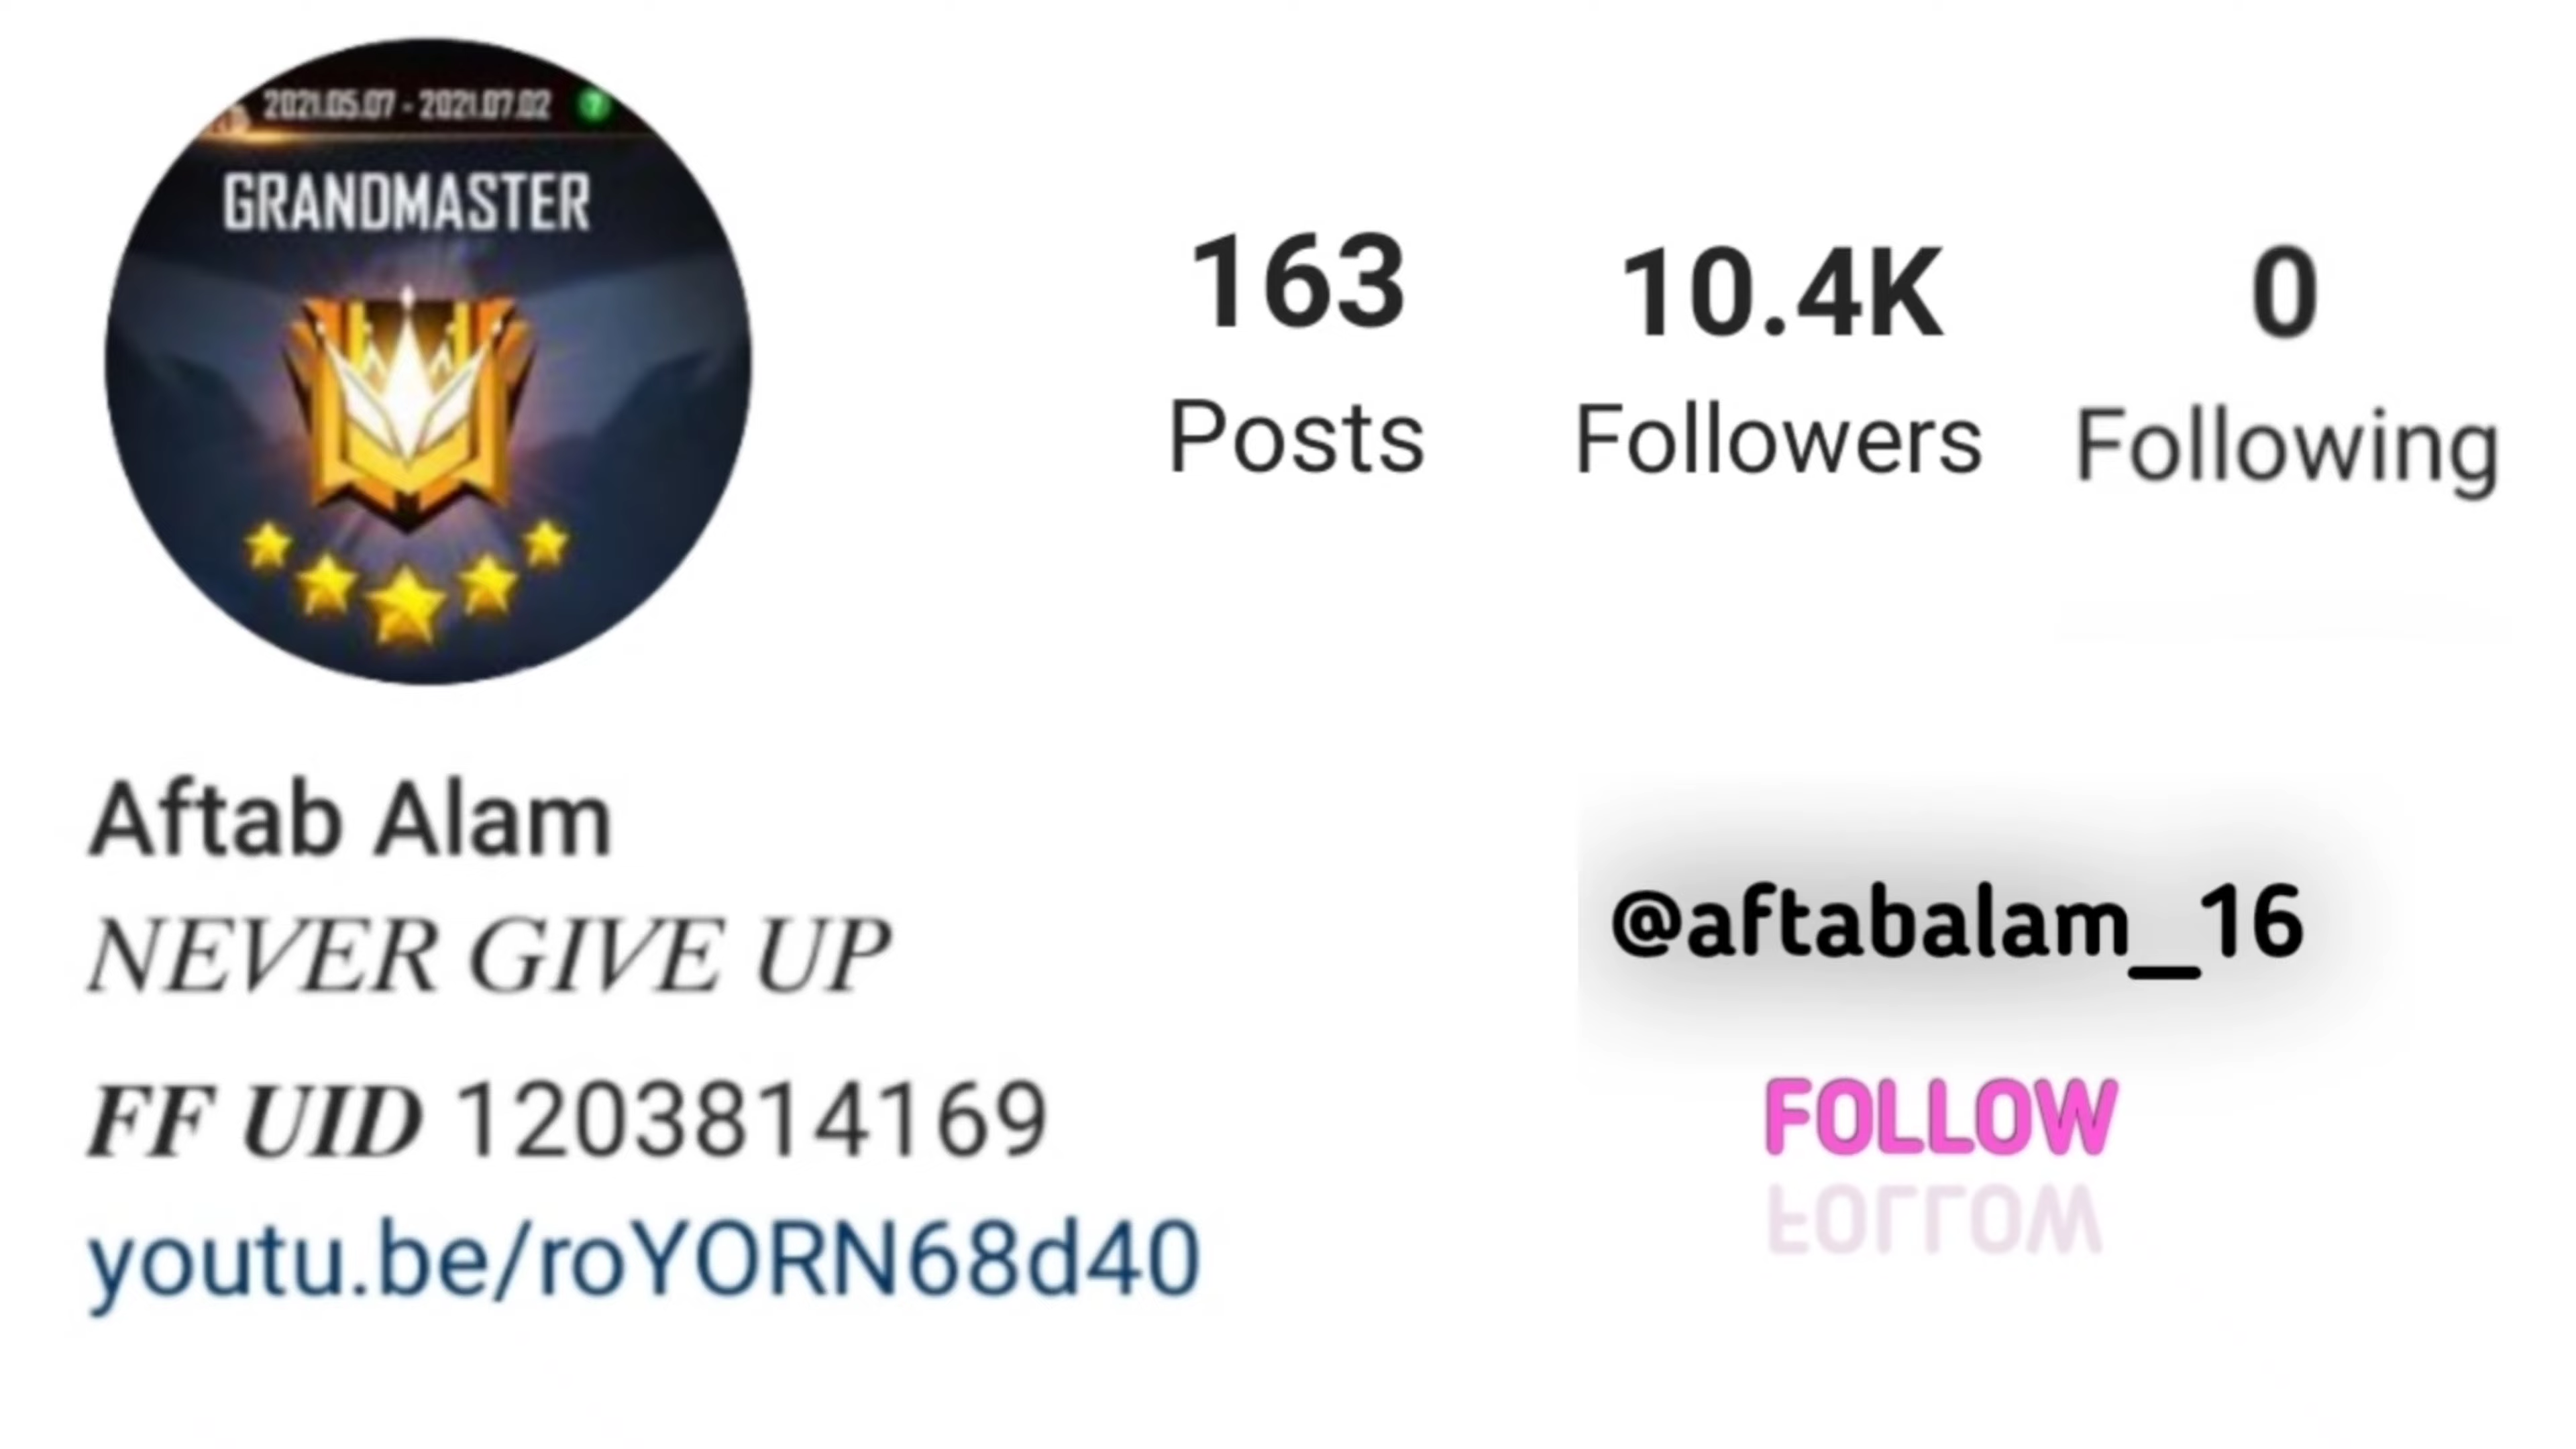 2021.05.07 - 2021.07.02 ?
GRANDMASTER
163 10.4K 0
Posts Followers Following
Aftab Alam
NEVER GIVE UP
FF UID 1203814169
youtu.be/roYORN68d40
@aftabalam_16
FOLLOW
FOLLOW